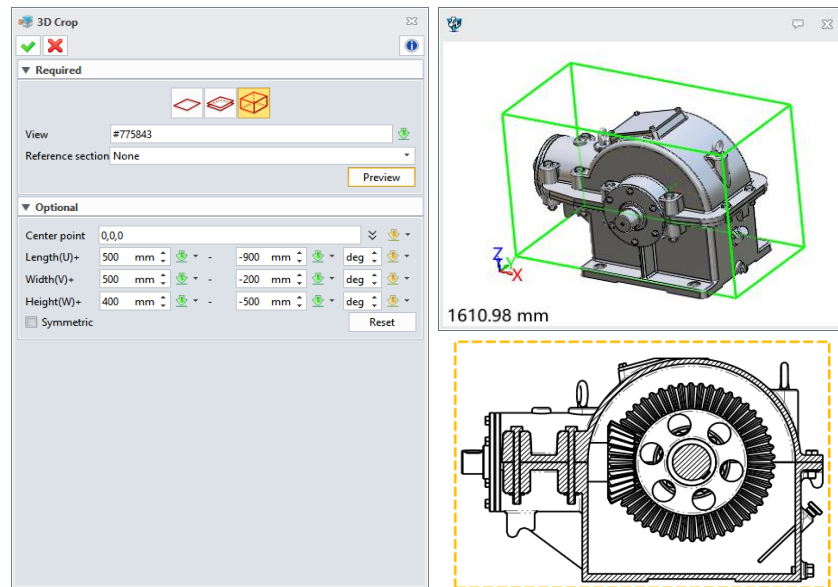 3D Crop
Required
View #775843
Reference section None
Preview
Optional
Center point 0,0,0
Length(U)+ 500 mm - -900 mm deg
Width(V)+ 500 mm - -200 mm deg
Height(W)+ 400 mm - -500 mm deg
Symmetric Reset
Z
Y
X
1610.98 mm